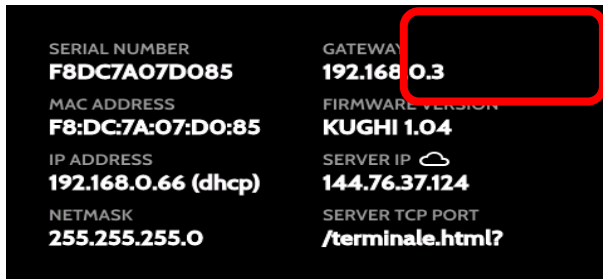 SERIAL NUMBER
F8DC7A07D085
MAC ADDRESS
F8:DC:7A:07:D0:85
IP ADDRESS
192.168.0.66 (dhcp)
NETMASK
255.255.255.0
GATEWAY
192.168.0.3
FIRMWARE VERSION
KUGHI 1.04
SERVER IP
144.76.37.124
SERVER TCP PORT
/terminale.html?